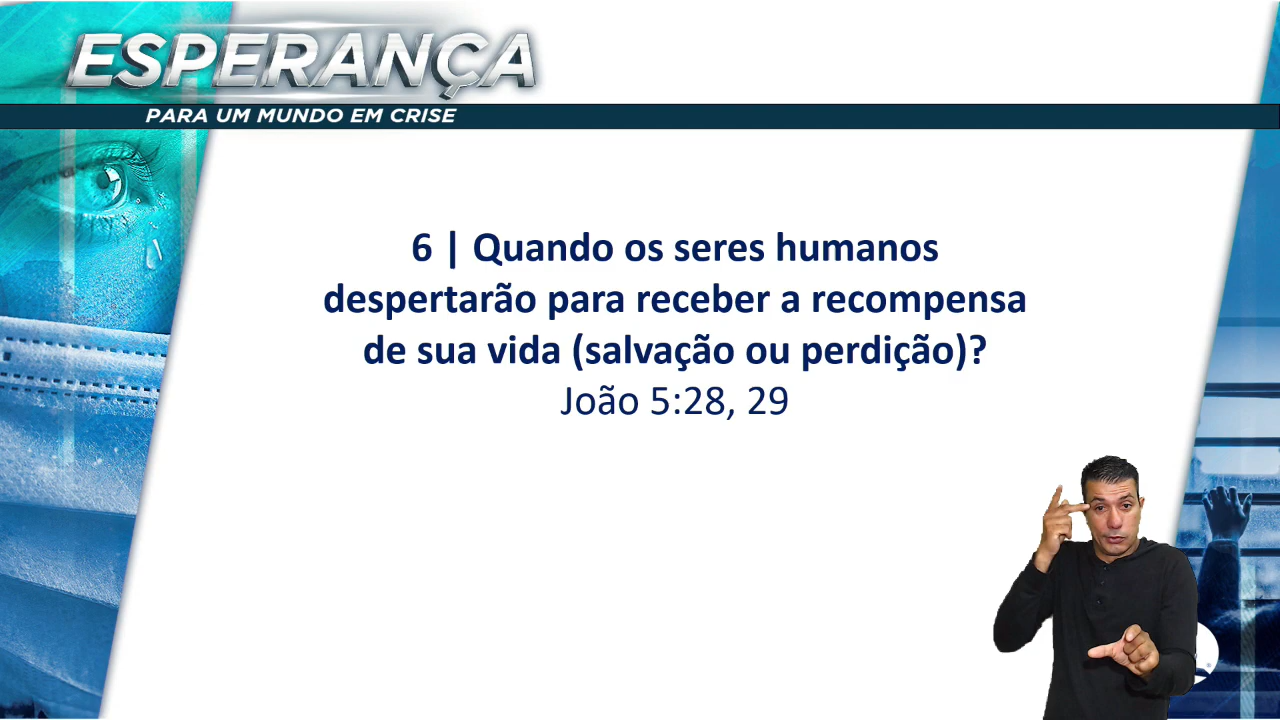 ESPERANÇA
PARA UM MUNDO EM CRISE
6 | Quando os seres humanos
despertarão para receber a recompensa
de sua vida (salvação ou perdição)?
João 5:28, 29